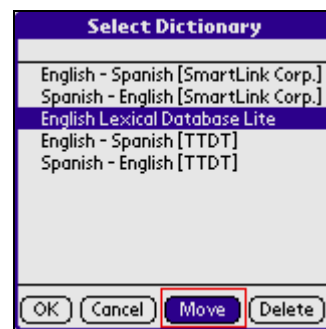 Select Dictionary
English - Spanish [SmartLink Corp.]
Spanish - English [SmartLink Corp.]
English Lexical Database Lite
English - Spanish [TTDT]
Spanish - English [TTDT]
OK Cancel Move Delete